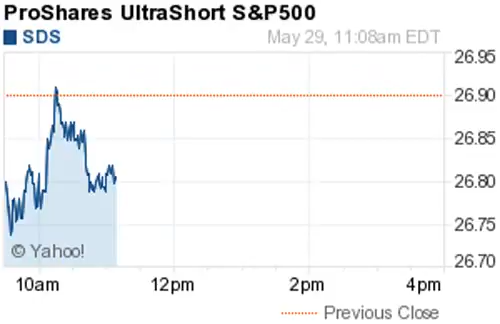 ProShares UltraShort S&P500
SDS May 29, 11:08am EDT
26.95
26.90
26.85
26.80
26.75
26.70
© Yahoo!
10am 12pm 2pm 4pm
Previous Close